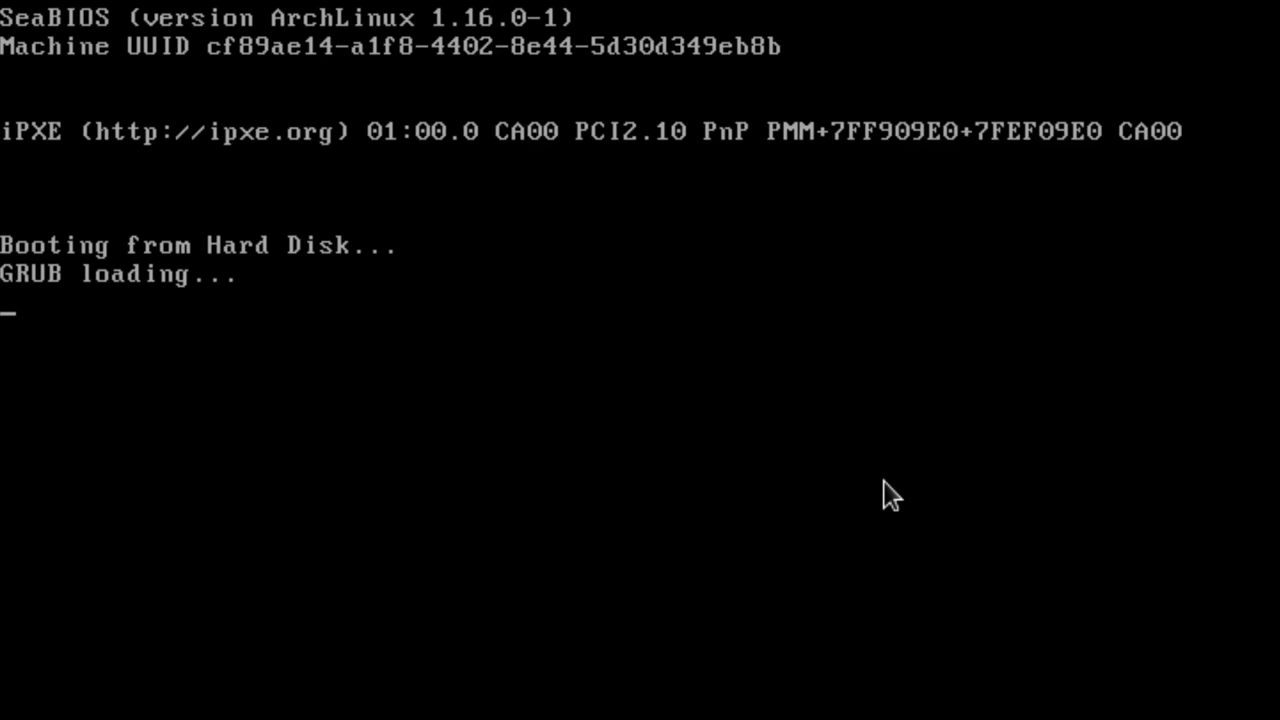 SeaBIOS (version ArchLinux 1.16.0-1)
Machine UUID cf89ae14-a1f8-4402-8e44-5d30d349eb8b
iPXE (http://ipxe.org) 01:00.0 CA00 PCI2.10 PnP PMM+7FF909E0+7FEF09E0 CA00
Booting from Hard Disk...
GRUB loading...